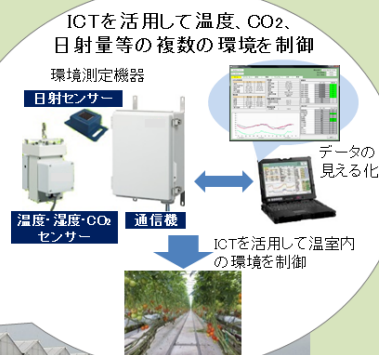 ICTを活用して温度、CO₂、
日射量等の複数の環境を制御
環境測定機器
日射センサー
データの
見える化
温度・湿度・CO₂
センサー
通信機
ICTを活用して温室内
の環境を制御